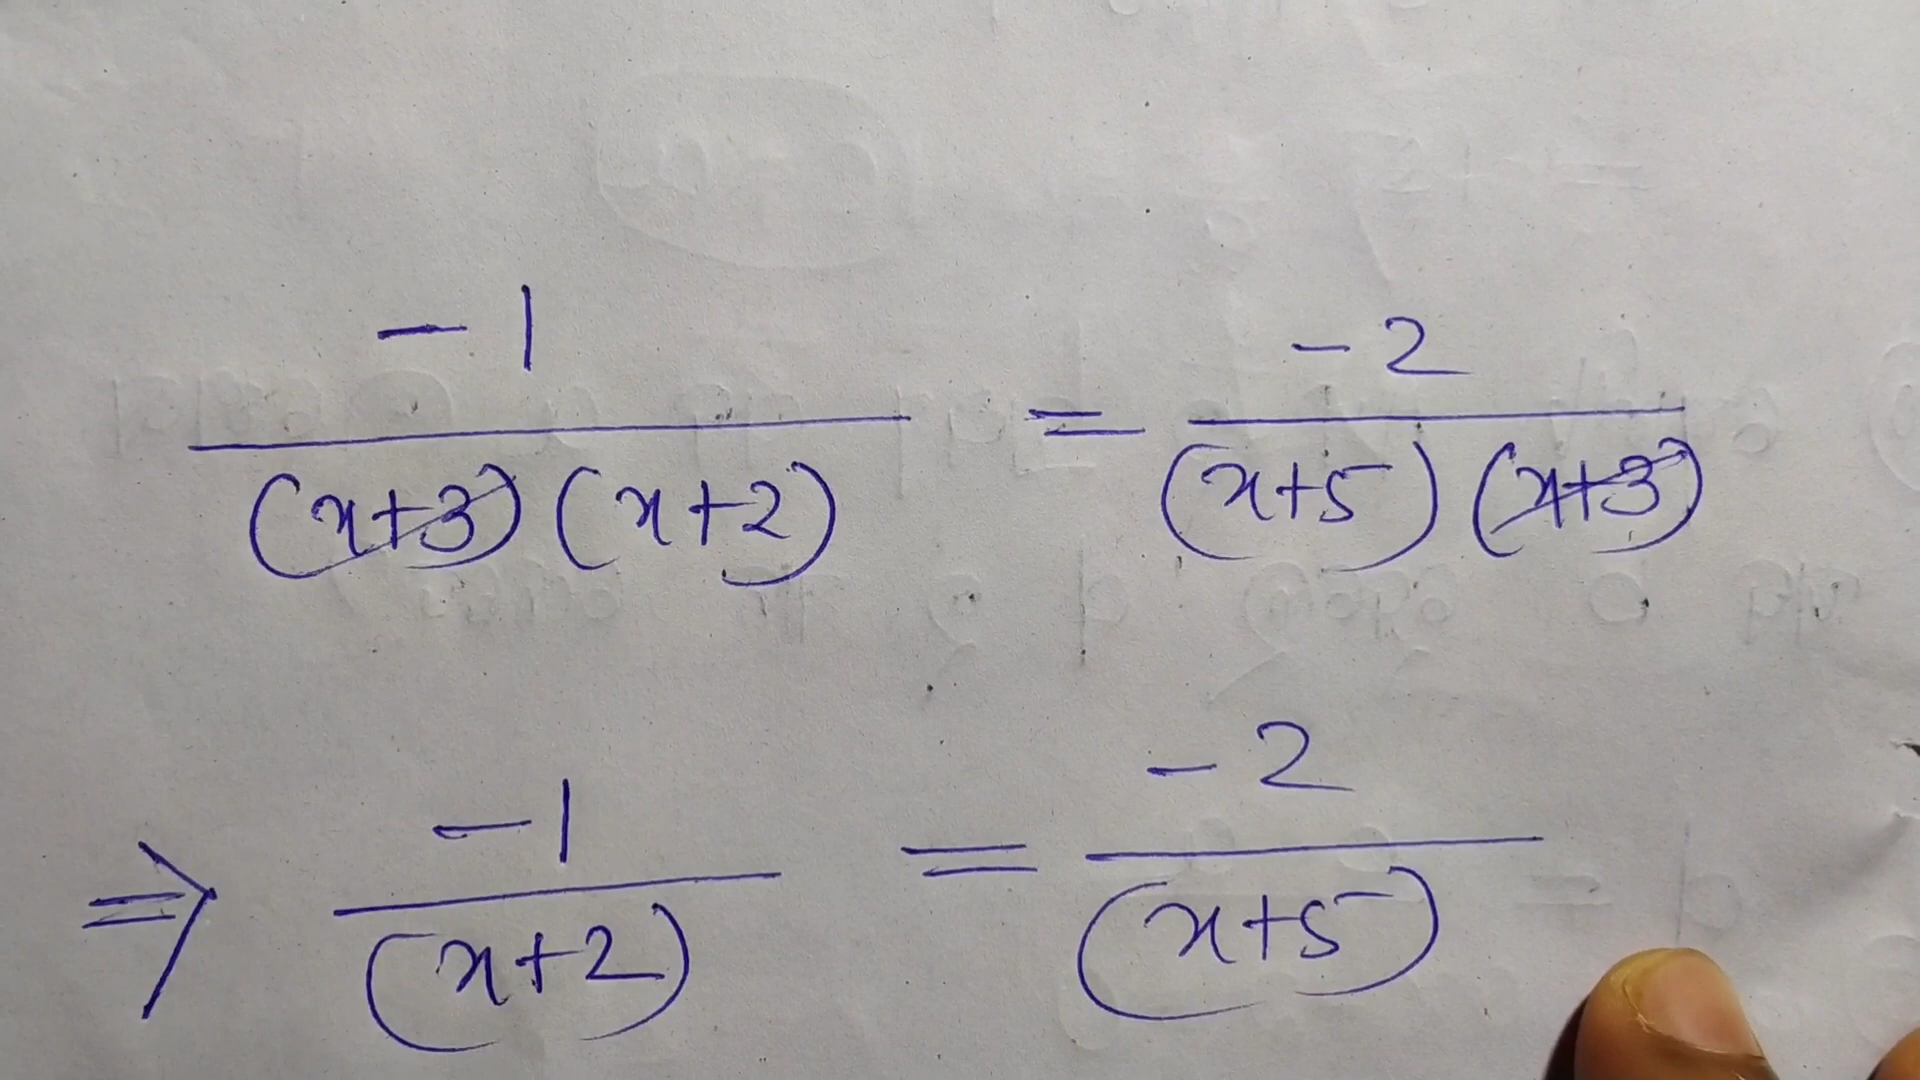 -1/(x+3)(x+2) = -2/(x+5)(x+3)
⇒ -1/(x+2) = -2/(x+5)